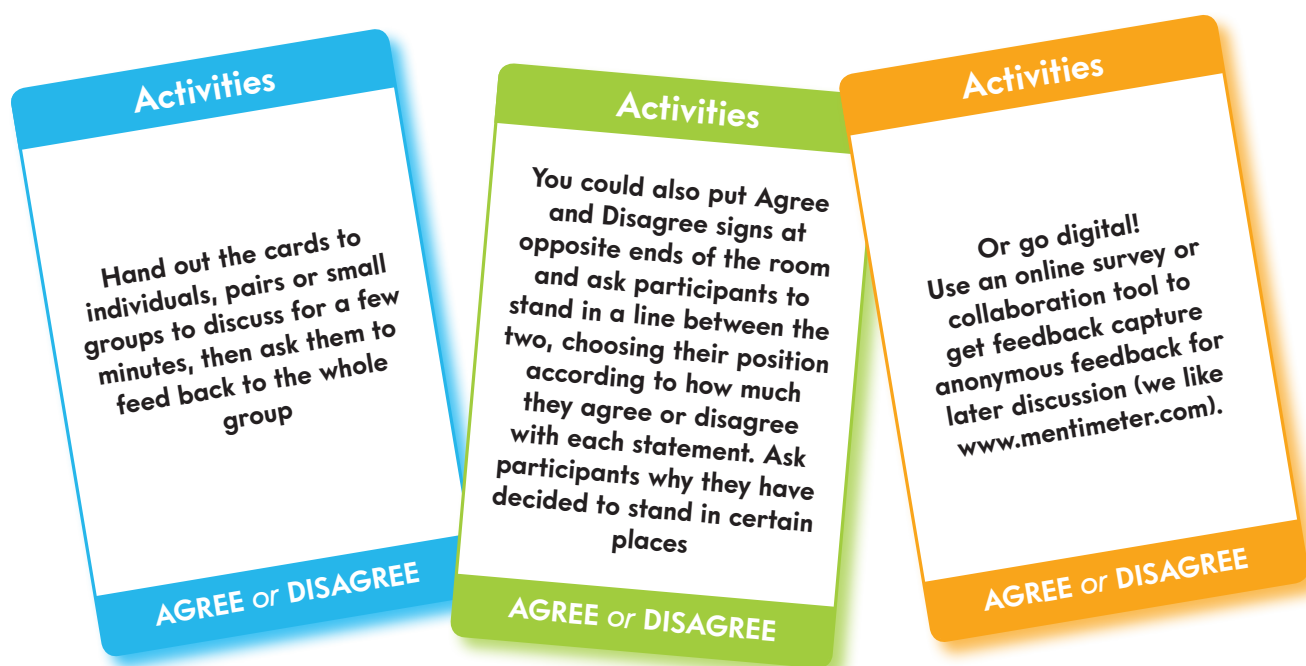 Activities
Hand out the cards to
individuals, pairs or small
groups to discuss for a few
minutes, then ask them to
feed back to the whole
group
AGREE or DISAGREE
Activities
You could also put Agree
and Disagree signs at
opposite ends of the room
and ask participants to
stand in a line between the
two, choosing their position
according to how much
they agree or disagree
with each statement. Ask
participants why they have
decided to stand in certain
places
AGREE or DISAGREE
Activities
Or go digital!
Use an online survey or
collaboration tool to
get feedback capture
anonymous feedback for
later discussion (we like
www.mentimeter.com).
AGREE or DISAGREE